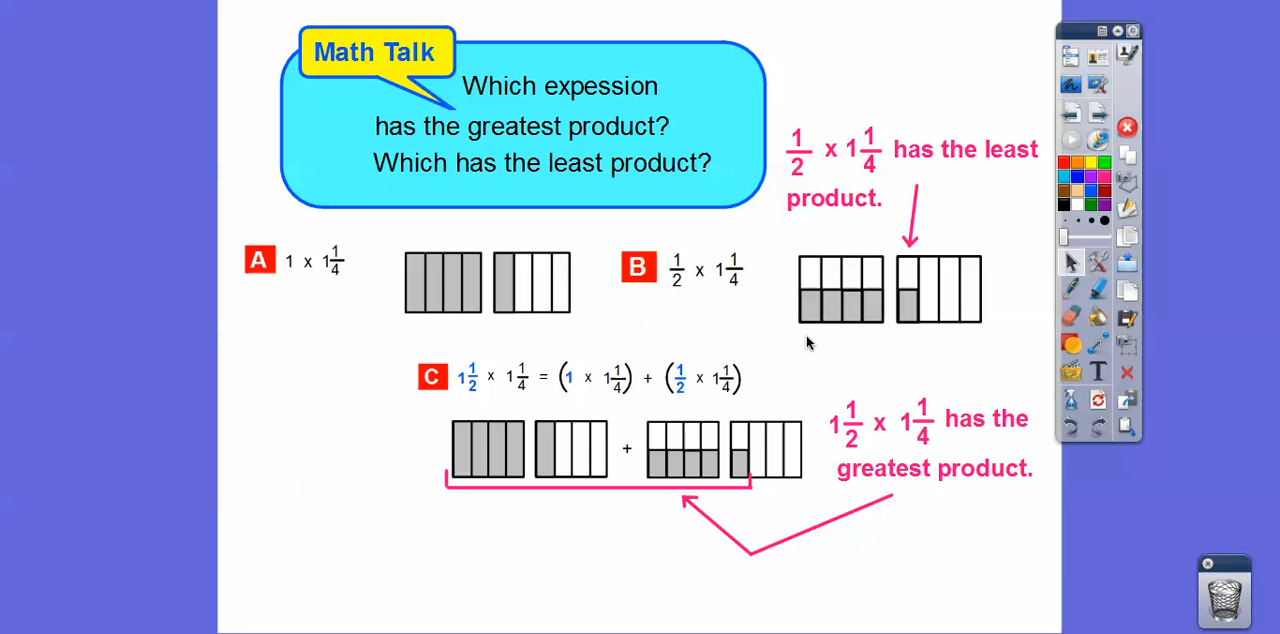 Math Talk
Which expession
has the greatest product?
Which has the least product?
1/2 x 1 1/4 has the least
product.
A 1 x 1 1/4
B 1/2 x 1 1/4
C 1 1/2 x 1 1/4 = (1 x 1 1/4) + (1/2 x 1 1/4)
+
1 1/2 x 1 1/4 has the
greatest product.